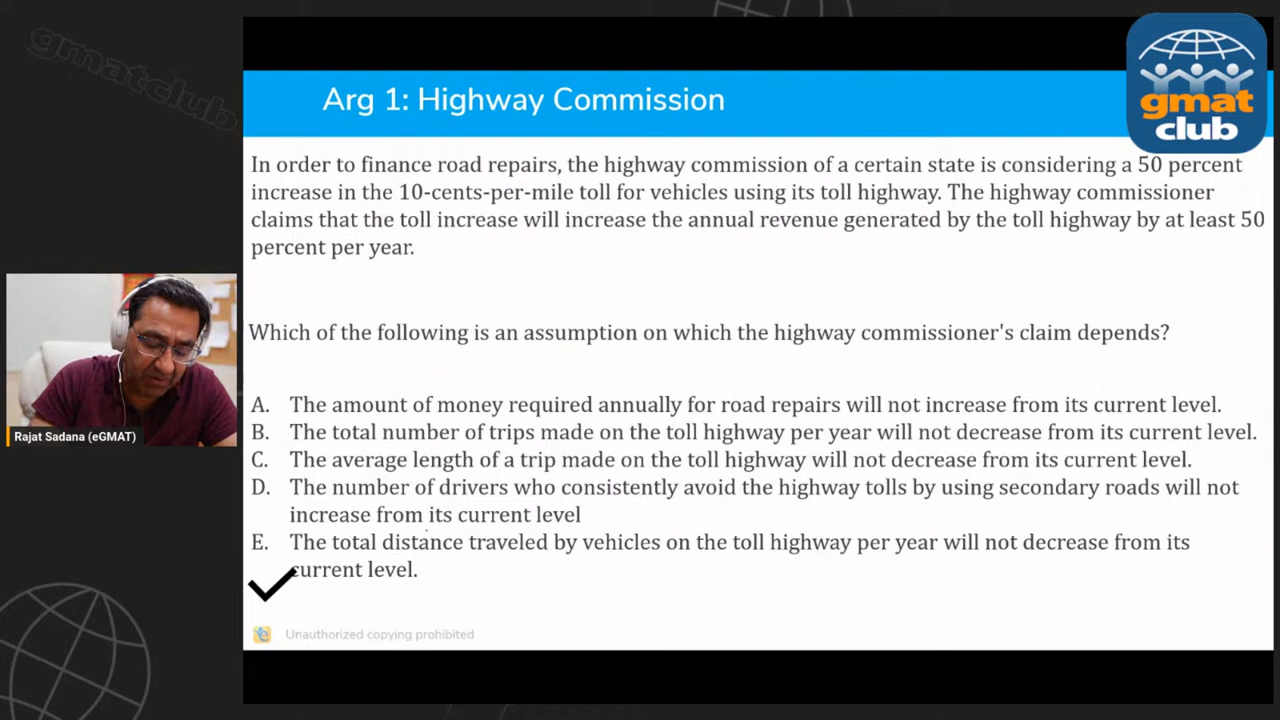 gmatclub
gmat
club
Arg 1: Highway Commission
In order to finance road repairs, the highway commission of a certain state is considering a 50 percent
increase in the 10-cents-per-mile toll for vehicles using its toll highway. The highway commissioner
claims that the toll increase will increase the annual revenue generated by the toll highway by at least 50
percent per year.
Which of the following is an assumption on which the highway commissioner's claim depends?
A. The amount of money required annually for road repairs will not increase from its current level.
B. The total number of trips made on the toll highway per year will not decrease from its current level.
C. The average length of a trip made on the toll highway will not decrease from its current level.
D. The number of drivers who consistently avoid the highway tolls by using secondary roads will not
increase from its current level
E. The total distance traveled by vehicles on the toll highway per year will not decrease from its
current level.
Rajat Sadana (eGMAT)
Unauthorized copying prohibited